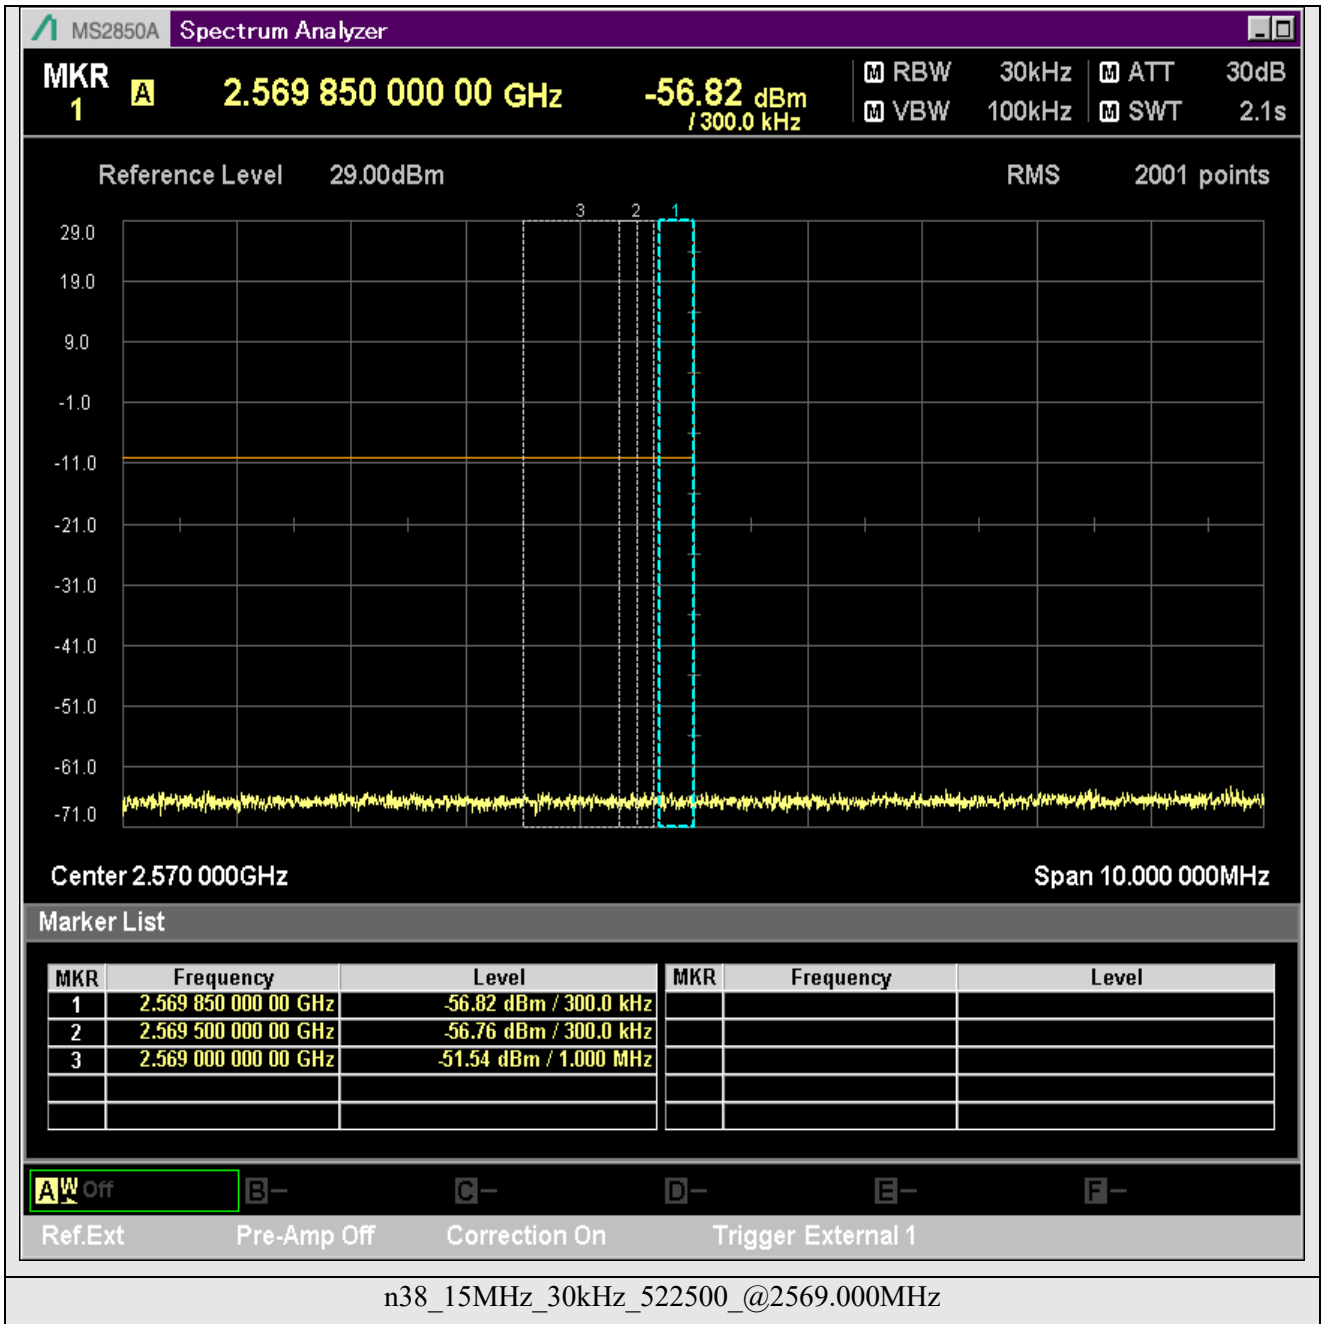 MS2850A Spectrum Analyzer
MKR 1 A 2.569 850 000 00 GHz -56.82 dBm / 300.0 kHz
M RBW 30kHz M ATT 30dB
M VBW 100kHz M SWT 2.1s
Reference Level 29.00dBm RMS 2001 points
3 2 1
29.0
19.0
9.0
-1.0
-11.0
-21.0
-31.0
-41.0
-51.0
-61.0
-71.0
Center 2.570 000GHz Span 10.000 000MHz
Marker List
MKR Frequency Level MKR Frequency Level
1 2.569 850 000 00 GHz -56.82 dBm / 300.0 kHz
2 2.569 500 000 00 GHz -56.76 dBm / 300.0 kHz
3 2.569 000 000 00 GHz -51.54 dBm / 1.000 MHz
A W Off B - C - D - E - F -
Ref.Ext Pre-Amp Off Correction On Trigger External 1
n38_15MHz_30kHz_522500_@2569.000MHz